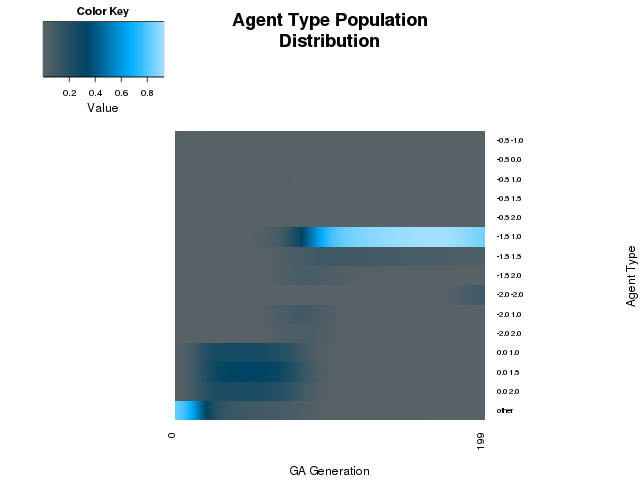 Color Key
0.2 0.4 0.6 0.8
Value
Agent Type Population
Distribution
-0.5 -1.0
-0.5 0.0
-0.5 1.0
-0.5 1.5
-0.5 2.0
-1.5 1.0
-1.5 1.5
-1.5 2.0
-2.0 -2.0
-2.0 1.0
-2.0 2.0
0.0 1.0
0.0 1.5
0.0 2.0
other
Agent Type
0 199
GA Generation